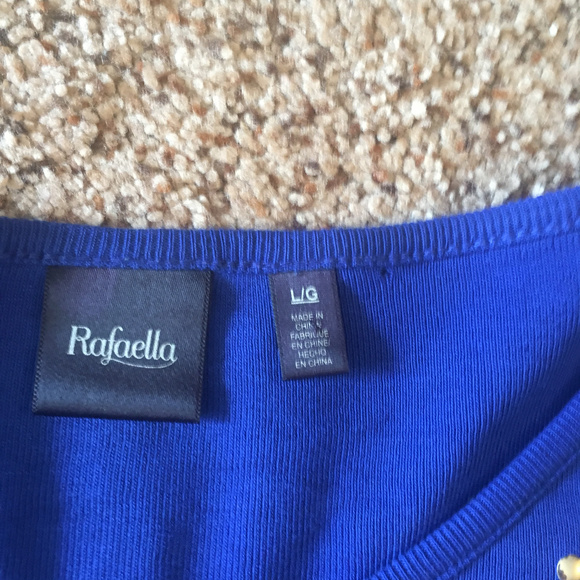 Rafaella
L/G
MADE IN
CHINA/
FABRIQUÉ
EN CHINE/
HECHO
EN CHINA